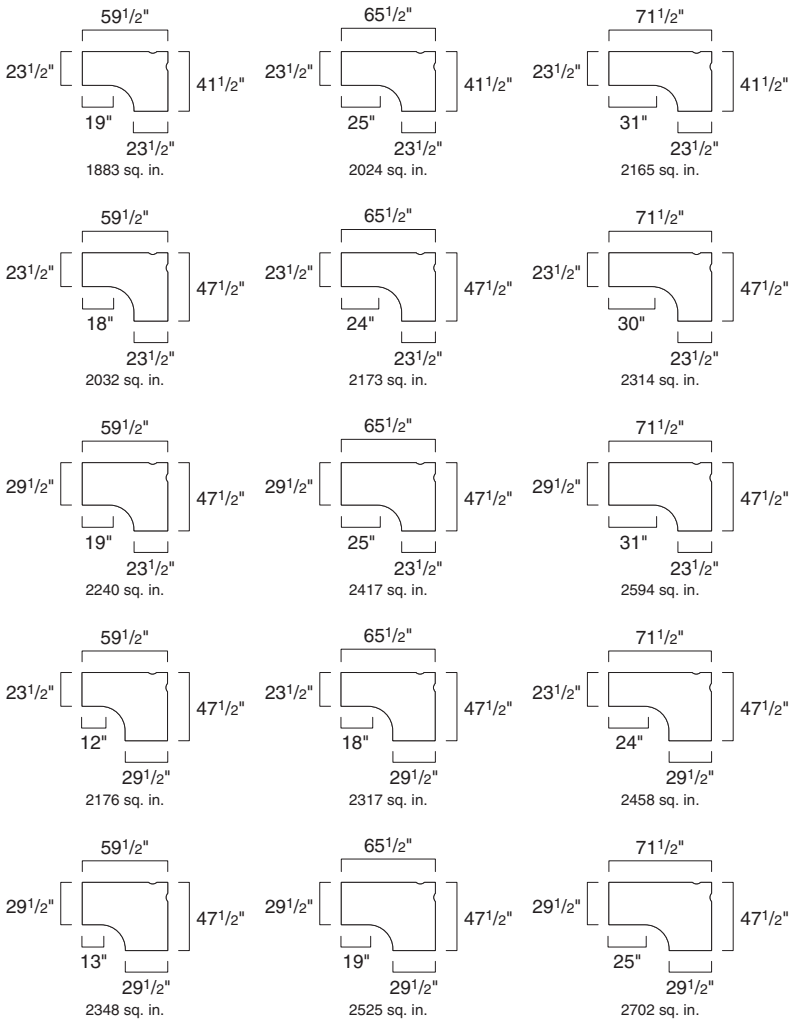 59 1/2" 65 1/2" 71 1/2"
23 1/2" 41 1/2" 23 1/2" 41 1/2" 23 1/2" 41 1/2"
19" 25" 31"
23 1/2" 23 1/2" 23 1/2"
1883 sq. in. 2024 sq. in. 2165 sq. in.
59 1/2" 65 1/2" 71 1/2"
23 1/2" 47 1/2" 23 1/2" 47 1/2" 23 1/2" 47 1/2"
18" 24" 30"
23 1/2" 23 1/2" 23 1/2"
2032 sq. in. 2173 sq. in. 2314 sq. in.
59 1/2" 65 1/2" 71 1/2"
29 1/2" 47 1/2" 29 1/2" 47 1/2" 29 1/2" 47 1/2"
19" 25" 31"
23 1/2" 23 1/2" 23 1/2"
2240 sq. in. 2417 sq. in. 2594 sq. in.
59 1/2" 65 1/2" 71 1/2"
23 1/2" 47 1/2" 23 1/2" 47 1/2" 23 1/2" 47 1/2"
12" 18" 24"
29 1/2" 29 1/2" 29 1/2"
2176 sq. in. 2317 sq. in. 2458 sq. in.
59 1/2" 65 1/2" 71 1/2"
29 1/2" 47 1/2" 29 1/2" 47 1/2" 29 1/2" 47 1/2"
13" 19" 25"
29 1/2" 29 1/2" 29 1/2"
2348 sq. in. 2525 sq. in. 2702 sq. in.